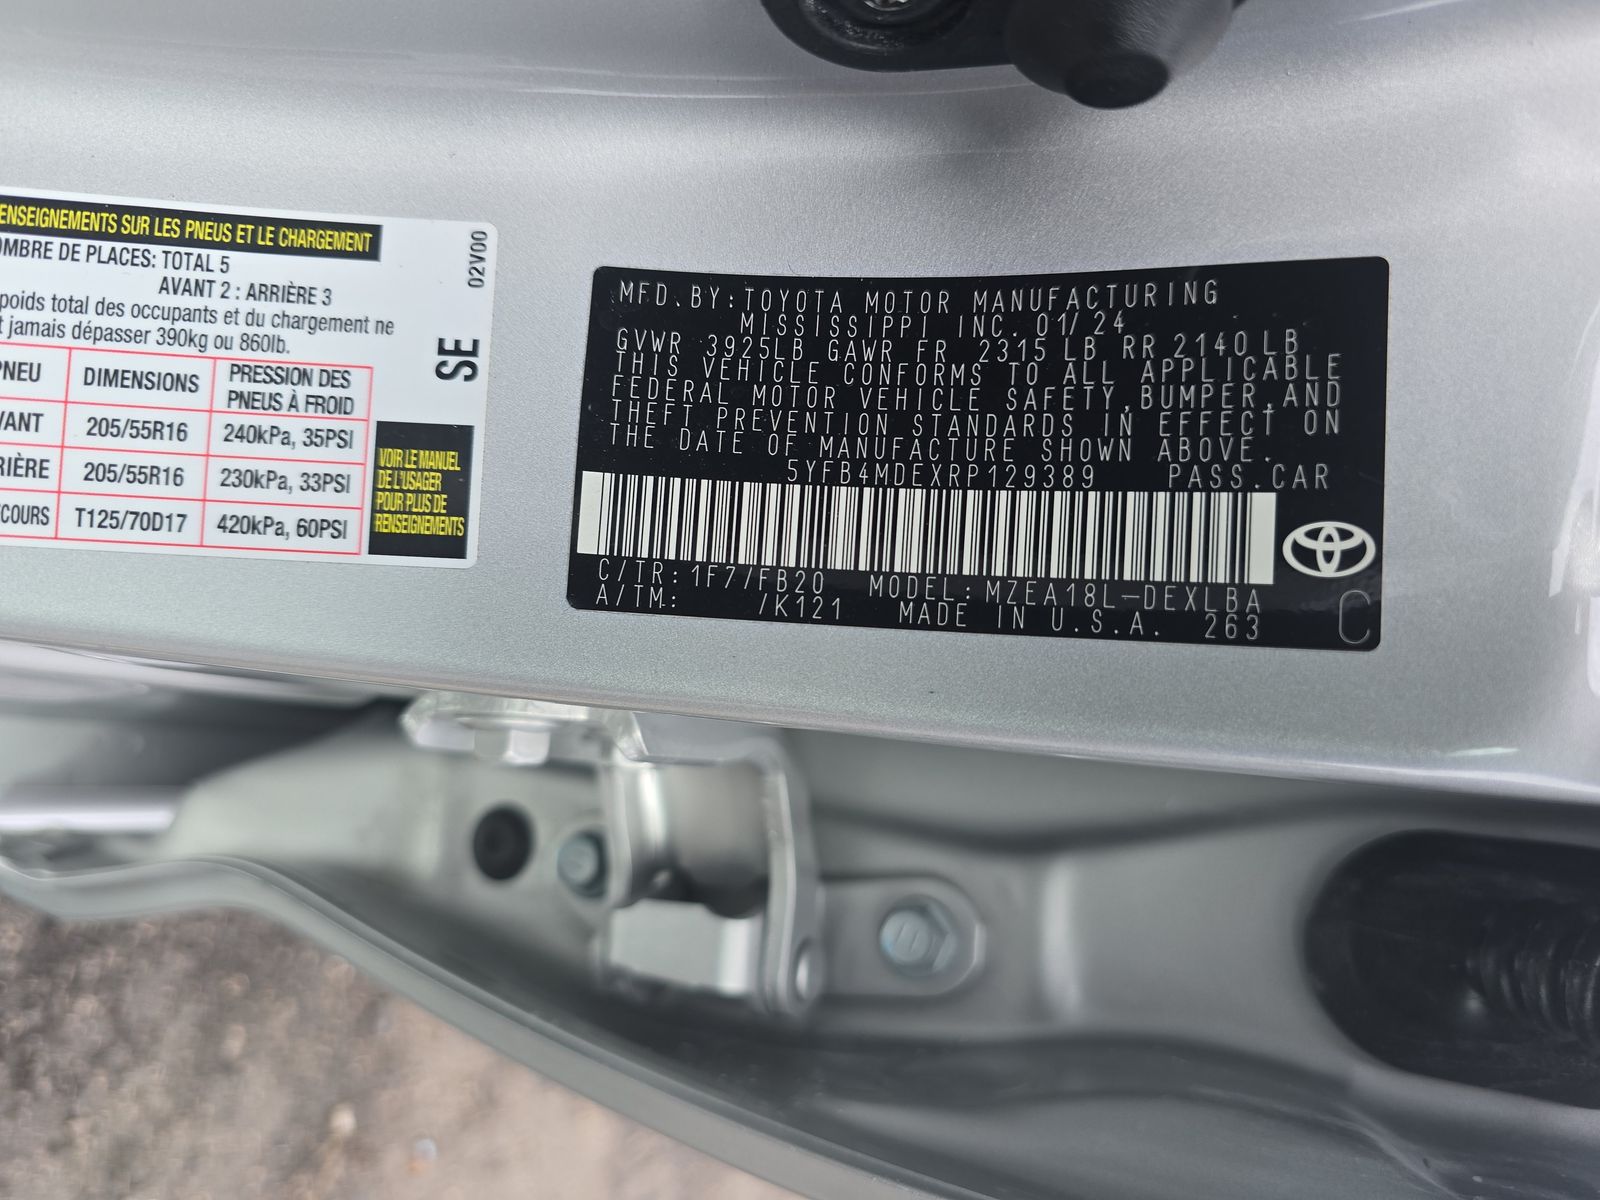 ENSEIGNEMENTS SUR LES PNEUS ET LE CHARGEMENT
OMBRE DE PLACES: TOTAL 5
AVANT 2 : ARRIÈRE 3
poids total des occupants et du chargement ne
t jamais dépasser 390kg ou 860lb.
PNEU DIMENSIONS PRESSION DES PNEUS À FROID
VANT 205/55R16 240kPa, 35PSI
RIÈRE 205/55R16 230kPa, 33PSI
COURS T125/70D17 420kPa, 60PSI
02V00
SE
VOIR LE MANUEL
DE L'USAGER
POUR PLUS DE
RENSEIGNEMENTS
MFD.BY:TOYOTA MOTOR MANUFACTURING
MISSISSIPPI INC. 01/24
GVWR 3925LB GAWR FR 2315LB RR 2140LB
THIS VEHICLE CONFORMS TO ALL APPLICABLE
FEDERAL MOTOR VEHICLE SAFETY,BUMPER,AND
THEFT PREVENTION STANDARDS IN EFFECT ON
THE DATE OF MANUFACTURE SHOWN ABOVE.
5YFB4MDEXRP129389 PASS.CAR
C/TR:1F7/FB20 MODEL:MZEA18L-DEXLBA
A/TM: /K121 MADE IN U.S.A. 263
C